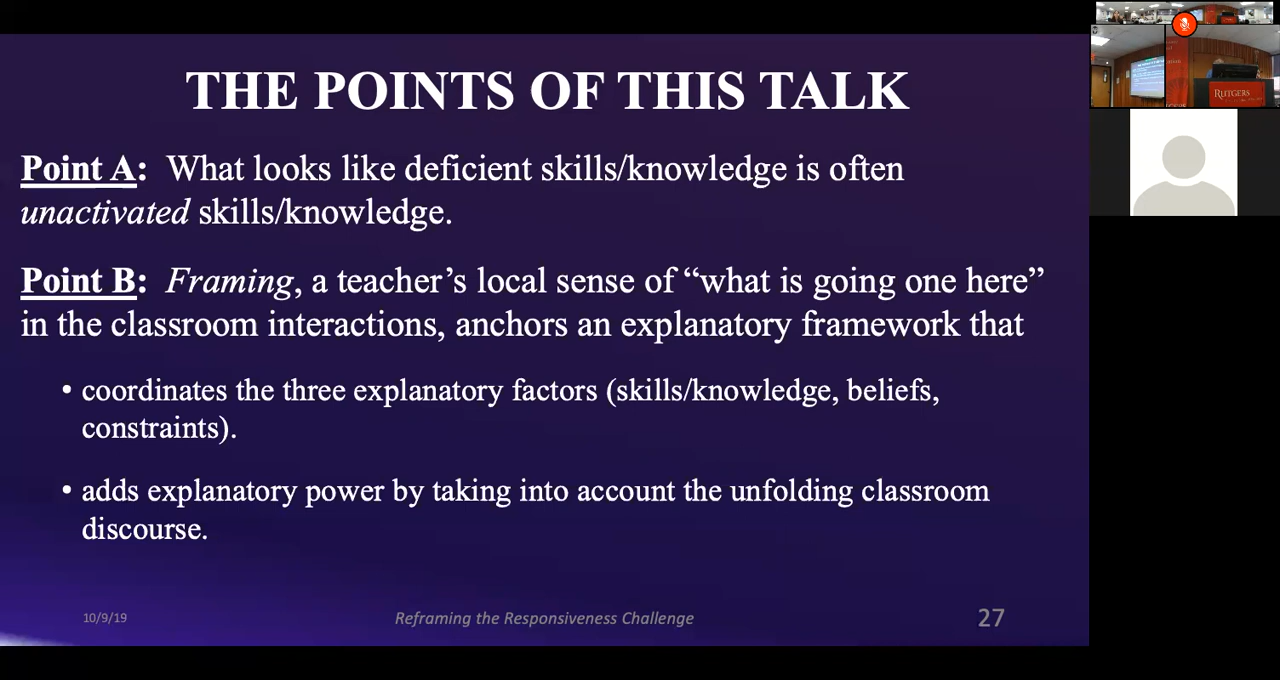 THE POINTS OF THIS TALK
Point A: What looks like deficient skills/knowledge is often
unactivated skills/knowledge.
Point B: Framing, a teacher’s local sense of “what is going one here”
in the classroom interactions, anchors an explanatory framework that
• coordinates the three explanatory factors (skills/knowledge, beliefs,
constraints).
• adds explanatory power by taking into account the unfolding classroom
discourse.
10/9/19
Reframing the Responsiveness Challenge
27
RUTGERS